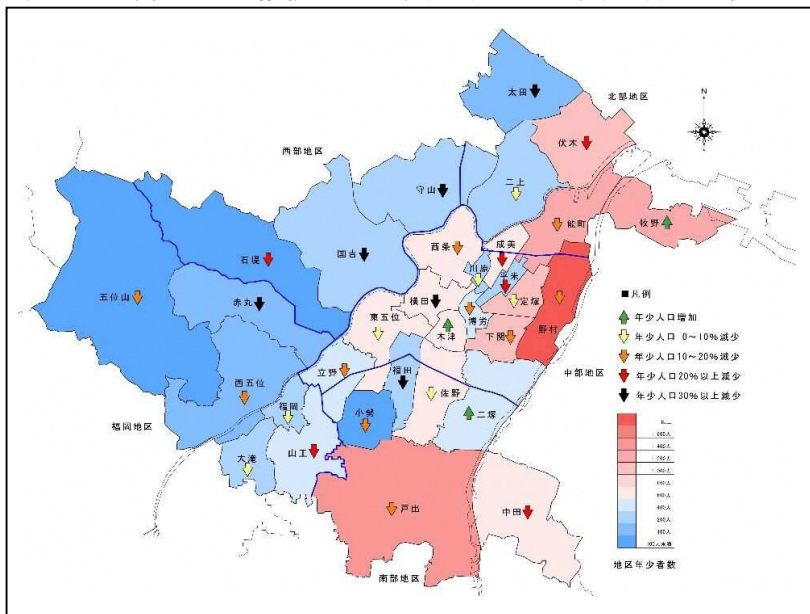 太田
北部地区
N
伏木
西部地区
二上
守山
能町
牧野
西条
成美
石堤
国吉
川原
平米
五位山
赤丸
横田
定塚
東五位
博労
木津
下関
野村
立野
福田
中部地区
西五位
佐野
福岡
小勢
二塚
福岡地区
山王
大滝
戸出
中田
南部地区
■凡例
年少人口増加
年少人口 0~10%減少
年少人口10~20%減少
年少人口20%以上減少
年少人口30%以上減少
地区年少者数